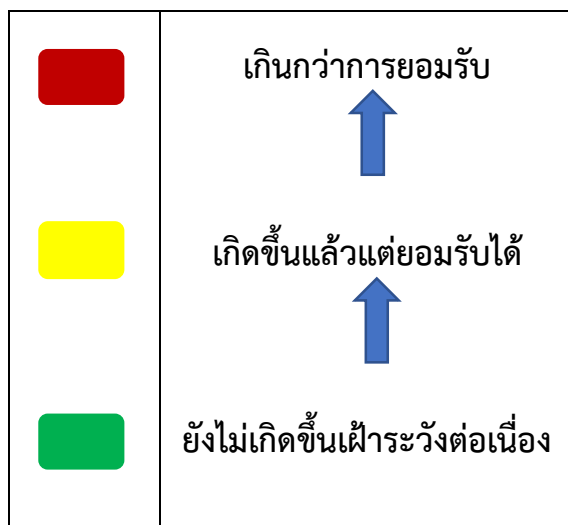 เกินกว่าการยอมรับ
เกิดขึ้นแล้วแต่ยอมรับได้
ยังไม่เกิดขึ้นเฝ้าระวังต่อเนื่อง